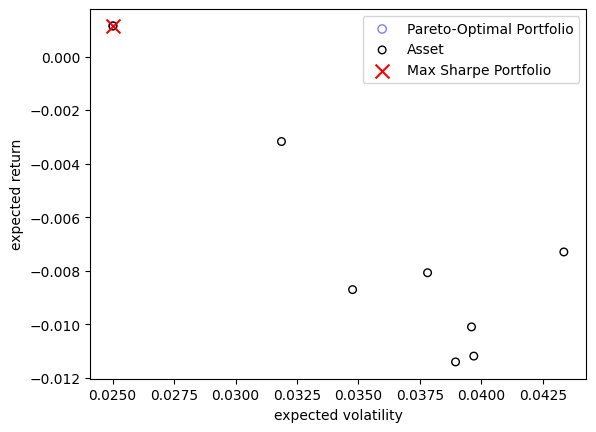 Pareto-Optimal Portfolio
Asset
Max Sharpe Portfolio
expected return
0.000
−0.002
−0.004
−0.006
−0.008
−0.010
−0.012
0.0250 0.0275 0.0300 0.0325 0.0350 0.0375 0.0400 0.0425
expected volatility